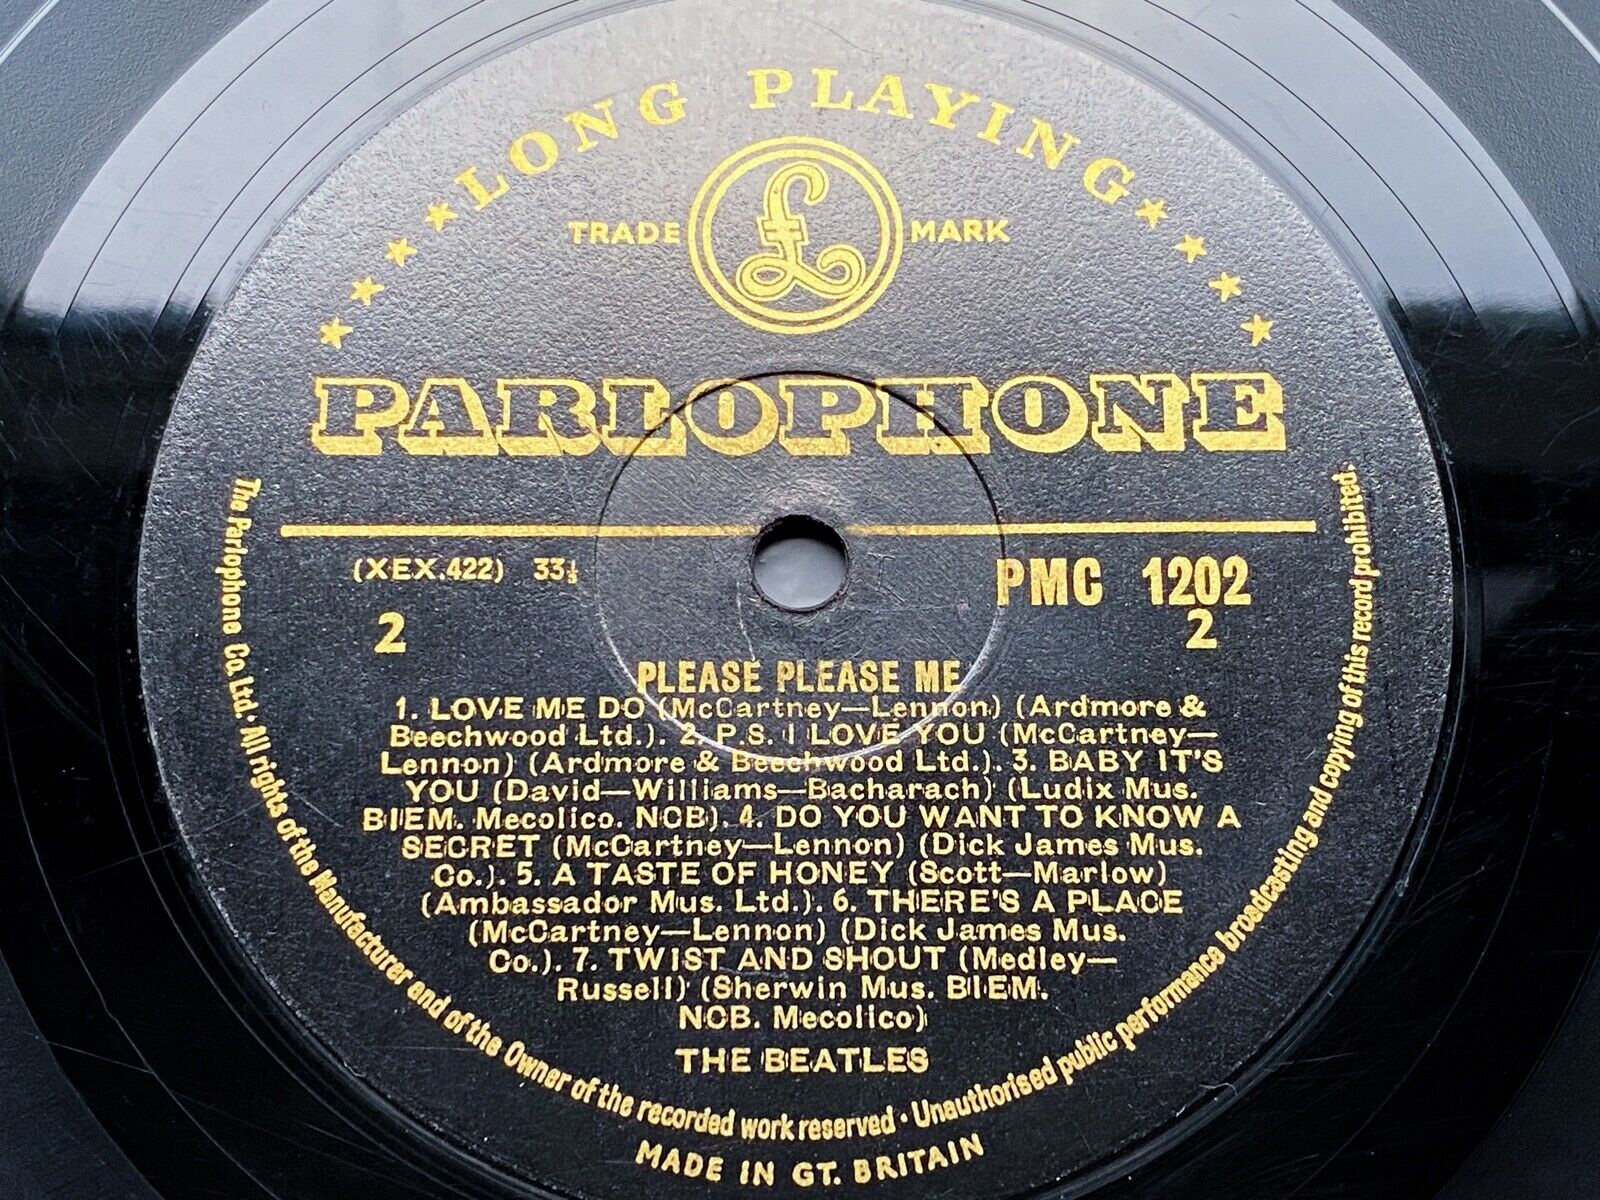 LONG PLAYING
TRADE £ MARK
PARLOPHONE
(XEX.422) 33⅓
PMC 1202
2
2
PLEASE PLEASE ME
1. LOVE ME DO (McCartney—Lennon) (Ardmore &
Beechwood Ltd.). 2. P.S. I LOVE YOU (McCartney—
Lennon) (Ardmore & Beechwood Ltd.). 3. BABY IT'S
YOU (David—Williams—Bacharach) (Ludix Mus.
BIEM. Mecolico. NCB). 4. DO YOU WANT TO KNOW A
SECRET (McCartney—Lennon) (Dick James Mus.
Co.). 5. A TASTE OF HONEY (Scott—Marlow)
(Ambassador Mus. Ltd.). 6. THERE'S A PLACE
(McCartney—Lennon) (Dick James Mus.
Co.). 7. TWIST AND SHOUT (Medley—
Russell) (Sherwin Mus. BIEM.
NCB. Mecolico)
THE BEATLES
The Parlophone Co. Ltd. · All rights of the Manufacturer and of the Owner of the recorded work reserved · Unauthorised public performance broadcasting and copying of this record prohibited.
MADE IN GT. BRITAIN